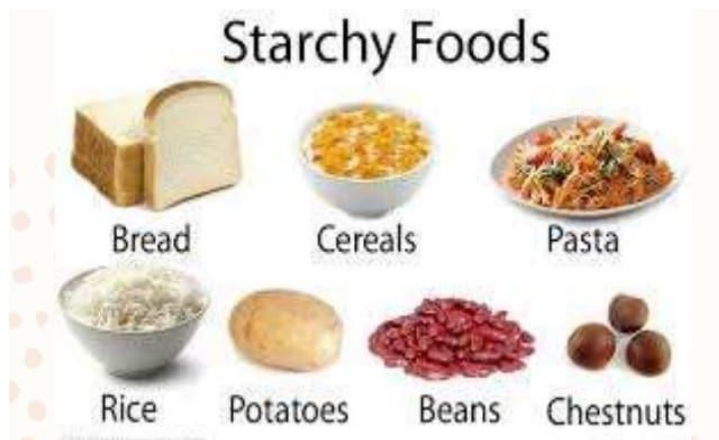 Starchy Foods
Bread
Cereals
Pasta
Rice
Potatoes
Beans
Chestnuts